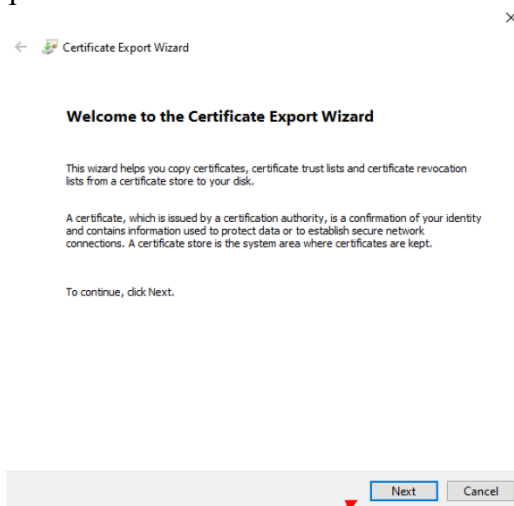 Certificate Export Wizard
Welcome to the Certificate Export Wizard
This wizard helps you copy certificates, certificate trust lists and certificate revocation
lists from a certificate store to your disk.
A certificate, which is issued by a certification authority, is a confirmation of your identity
and contains information used to protect data or to establish secure network
connections. A certificate store is the system area where certificates are kept.
To continue, click Next.
Next Cancel